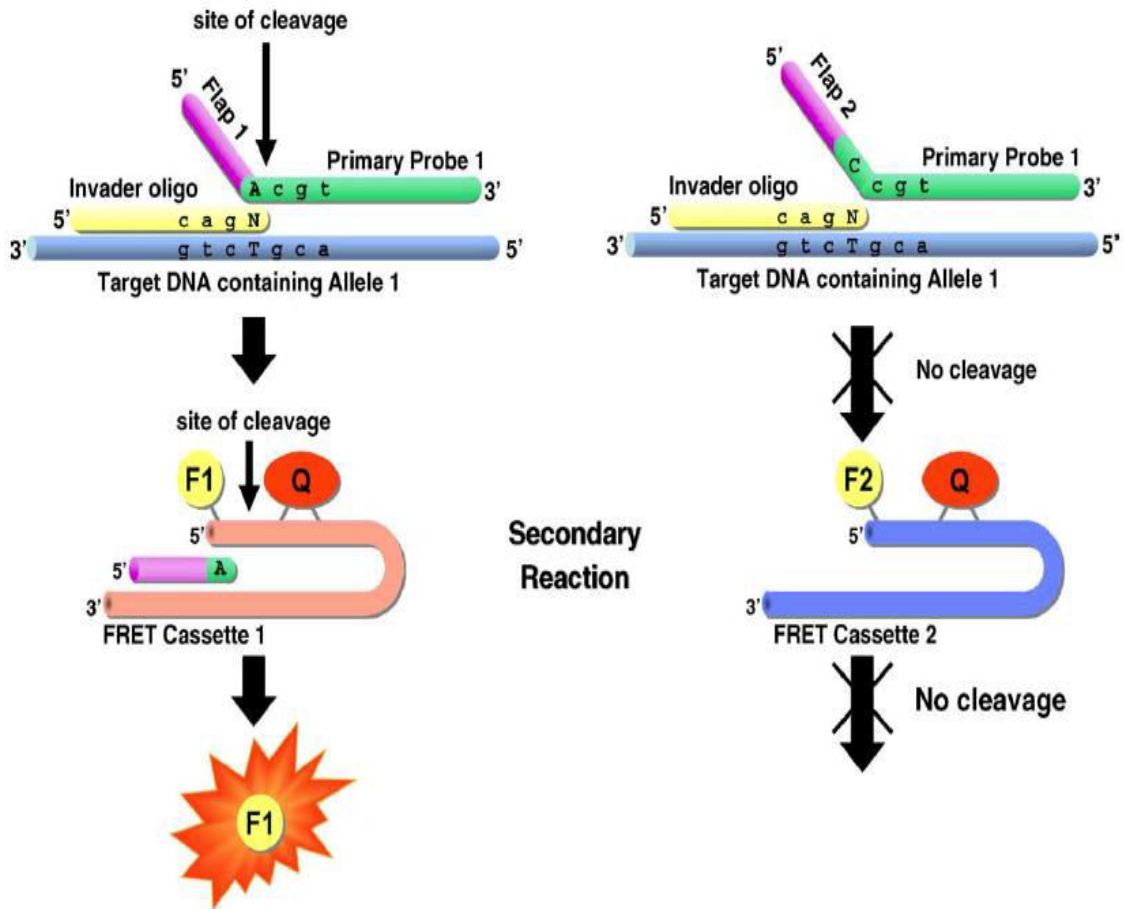 site of cleavage
5’
Flap 1
A c g t
Primary Probe 1
3’
Invader oligo
5’
c a g N
3’
g t c T g c a
5’
Target DNA containing Allele 1
site of cleavage
F1
Q
5’
5’
A
3’
FRET Cassette 1
F1
5’
Flap 2
C
c g t
Primary Probe 1
3’
Invader oligo
5’
c a g N
3’
g t c T g c a
5’
Target DNA containing Allele 1
No cleavage
F2
Q
5’
3’
FRET Cassette 2
No cleavage
Secondary
Reaction